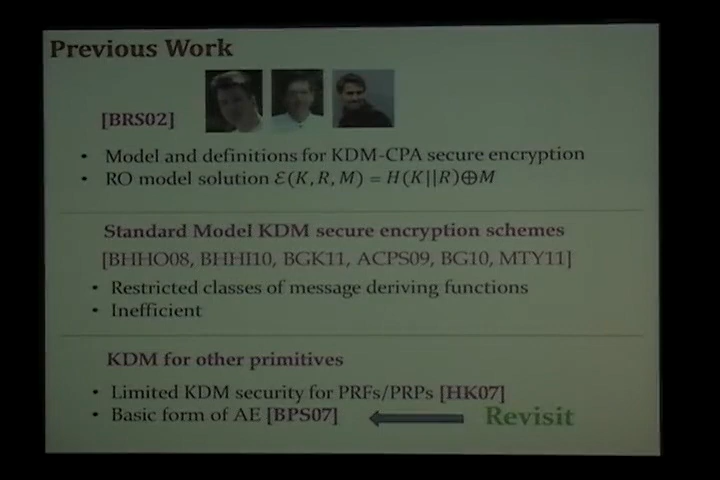 Previous Work
[BRS02]
• Model and definitions for KDM-CPA secure encryption
• RO model solution ℰ(K, R, M) = H(K||R)⊕M
Standard Model KDM secure encryption schemes
[BHHO08, BHHI10, BGK11, ACPS09, BG10, MTY11]
• Restricted classes of message deriving functions
• Inefficient
KDM for other primitives
• Limited KDM security for PRFs/PRPs [HK07]
• Basic form of AE [BPS07] Revisit